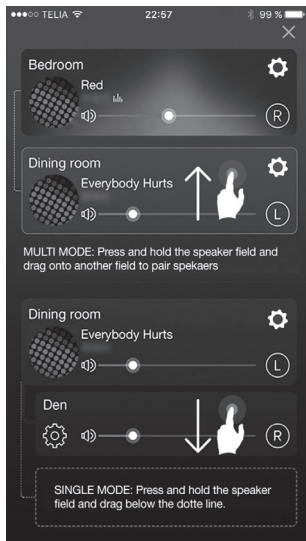 TELIA 22:57 99 %
Bedroom
Red
R
Dining room
Everybody Hurts
L
MULTI MODE: Press and hold the speaker field and
drag onto another field to pair spekaers
Dining room
Everybody Hurts
L
Den
R
SINGLE MODE: Press and hold the speaker
field and drag below the dotte line.